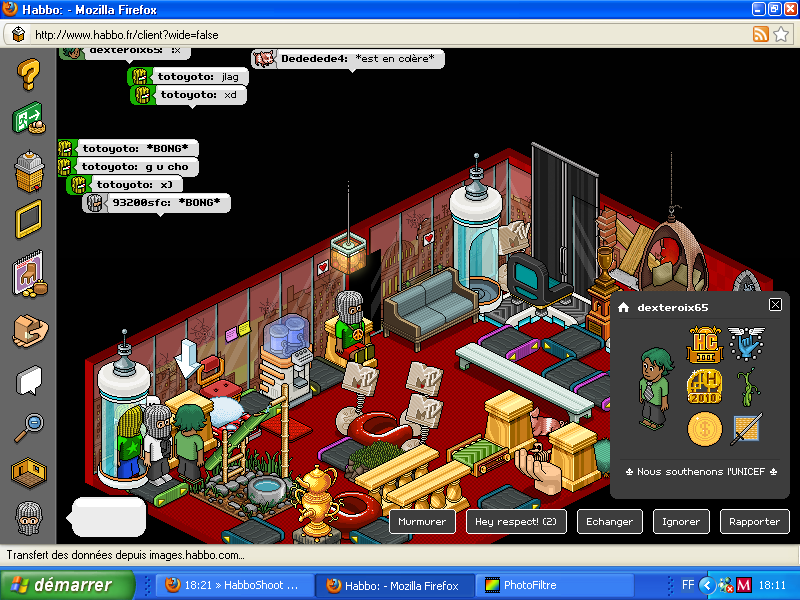 Habbo: - Mozilla Firefox
http://www.habbo.fr/client?wide=false
dexteroix65: :x
Dededede4: *est en colère*
totoyoto: jlag
totoyoto: xd
totoyoto: *BONG*
totoyoto: g u cho
totoyoto: x)
93200sfc: *BONG*
dexteroix65
HC
2010
♣ Nous southenons l'UNICEF ♣
Murmurer
Hey respect! (2)
Echanger
Ignorer
Rapporter
Transfert des données depuis images.habbo.com...
démarrer
18:21 » HabboShoot ...
Habbo: - Mozilla Firefox
PhotoFiltre
FF
18:11